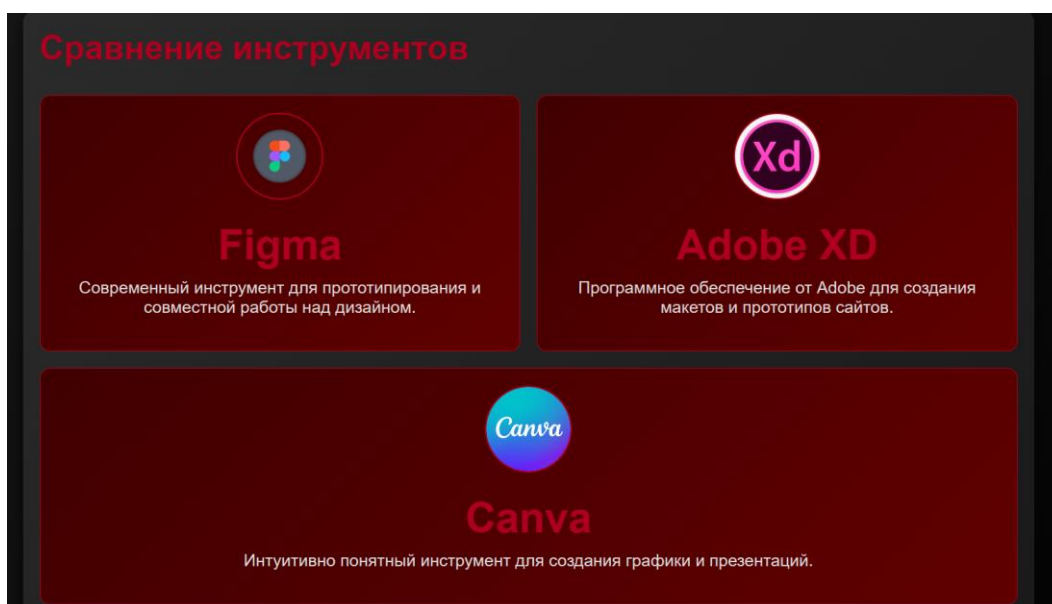 Сравнение инструментов
Xd
Figma
Adobe XD
Современный инструмент для прототипирования и
совместной работы над дизайном.
Программное обеспечение от Adobe для создания
макетов и прототипов сайтов.
Canva
Canva
Интуитивно понятный инструмент для создания графики и презентаций.